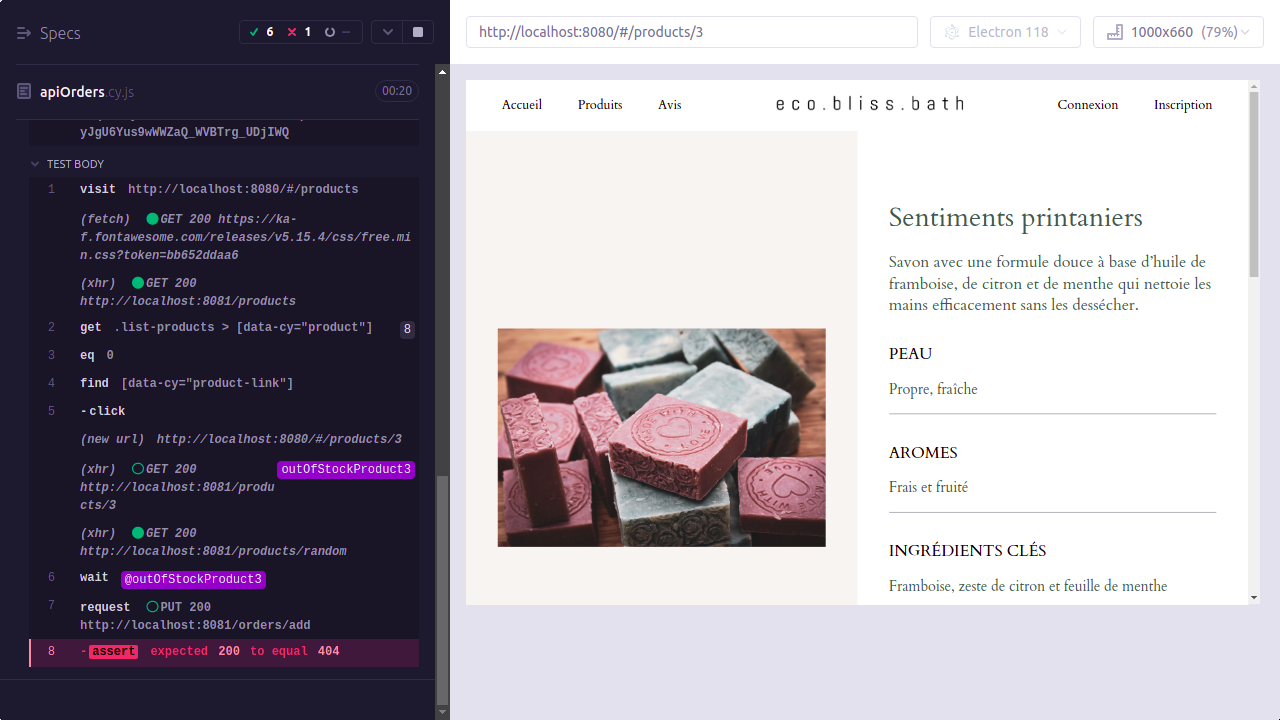 Specs
6
1
--
apiOrders.cy.js
00:20
yJgU6Yus9wWWZaQ_WVBTrg_UDjIWQ
TEST BODY
1 visit http://localhost:8080/#/products
(fetch) GET 200 https://ka-
f.fontawesome.com/releases/v5.15.4/css/free.mi
n.css?token=bb652ddaa6
(xhr) GET 200
http://localhost:8081/products
2 get .list-products > [data-cy="product"] 8
3 eq 0
4 find [data-cy="product-link"]
5 -click
(new url) http://localhost:8080/#/products/3
(xhr) GET 200 outOfStockProduct3
http://localhost:8081/produ
cts/3
(xhr) GET 200
http://localhost:8081/products/random
6 wait @outOfStockProduct3
7 request PUT 200
http://localhost:8081/orders/add
8 -assert expected 200 to equal 404
http://localhost:8080/#/products/3
Electron 118
1000x660 (79%)
Accueil Produits Avis
eco.bliss.bath
Connexion Inscription
Sentiments printaniers
Savon avec une formule douce à base d’huile de
framboise, de citron et de menthe qui nettoie les
mains efficacement sans les dessécher.
PEAU
Propre, fraîche
AROMES
Frais et fruité
INGRÉDIENTS CLÉS
Framboise, zeste de citron et feuille de menthe